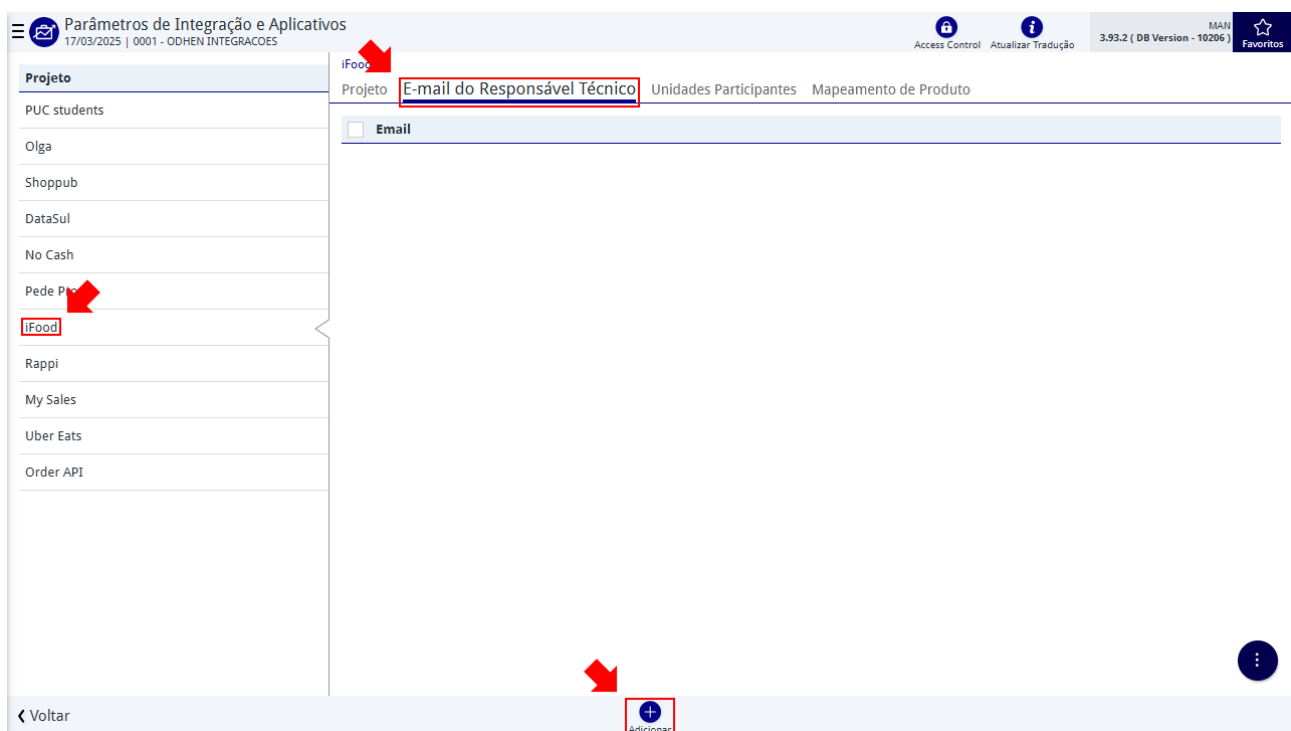 Parâmetros de Integração e Aplicativos
17/03/2025 | 0001 - ODHEN INTEGRACOES
Access Control
Atualizar Tradução
MAN
3.93.2 ( DB Version - 10206 )
Favoritos
Projeto
PUC students
Olga
Shoppub
DataSul
No Cash
Pede
iFood
Rappi
My Sales
Uber Eats
Order API
iFood
Projeto E-mail do Responsável Técnico Unidades Participantes Mapeamento de Produto
Email
Voltar
Adicionar